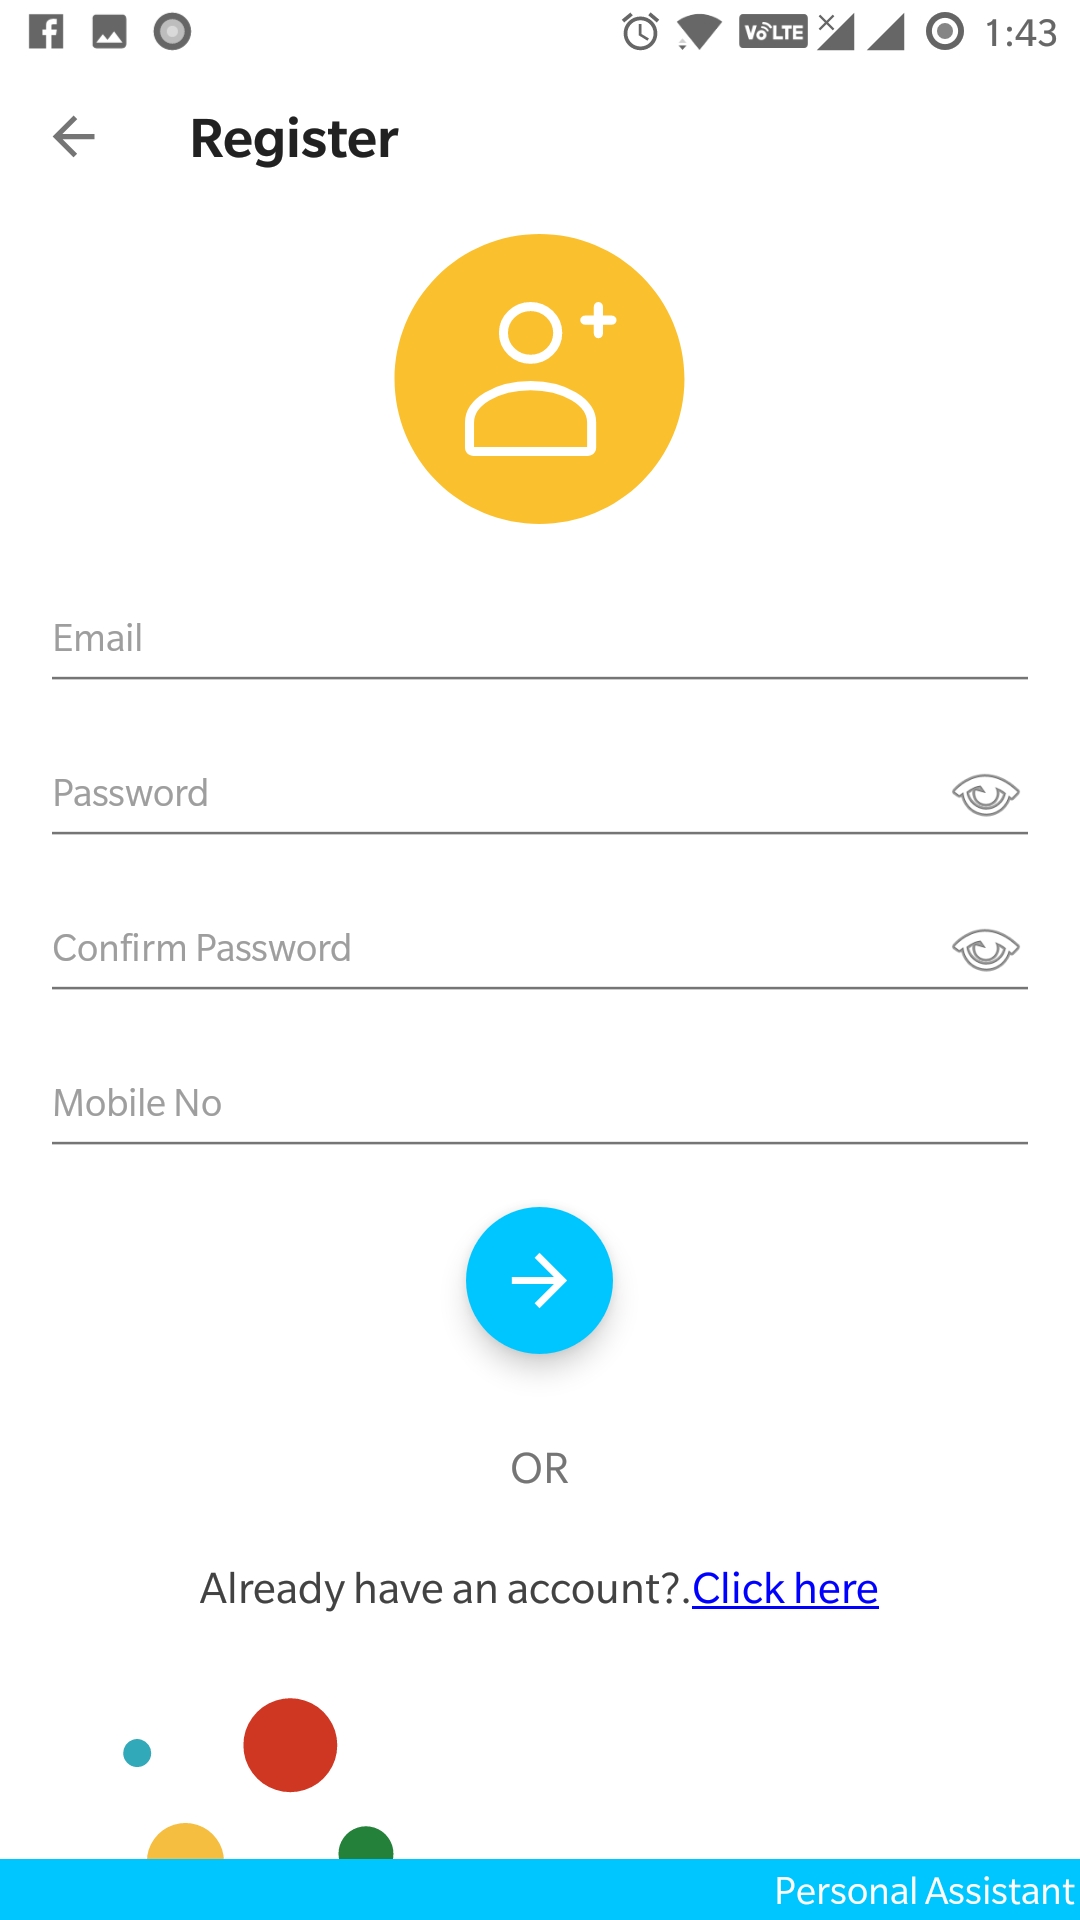 VoLTE 1:43
Register
Email
Password
Confirm Password
Mobile No
OR
Already have an account?.Click here
Personal Assistant